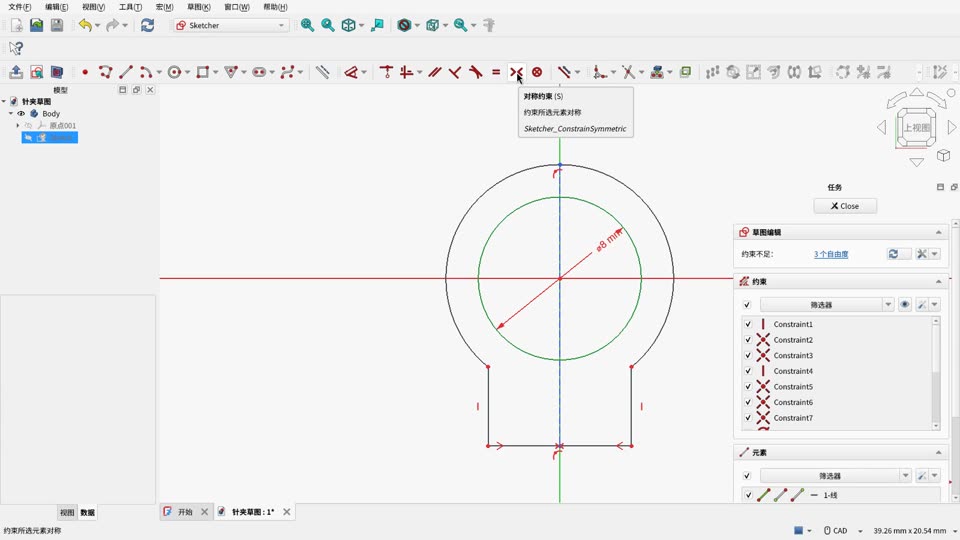 文件(F) 编辑(E) 视图(V) 工具(T) 宏(M) 草图(K) 窗口(W) 帮助(H)
Sketcher
模型
针夹草图
Body
原点001
对称约束 (S)
约束所选元素对称
Sketcher_ConstrainSymmetric
上视图
⌀8 mm
任务
Close
草图编辑
约束不足: 3 个自由度
约束
筛选器
Constraint1
Constraint2
Constraint3
Constraint4
Constraint5
Constraint6
Constraint7
元素
筛选器
1-线
视图 数据
开始 针夹草图 : 1*
约束所选元素对称
CAD 39.26 mm x 20.54 mm